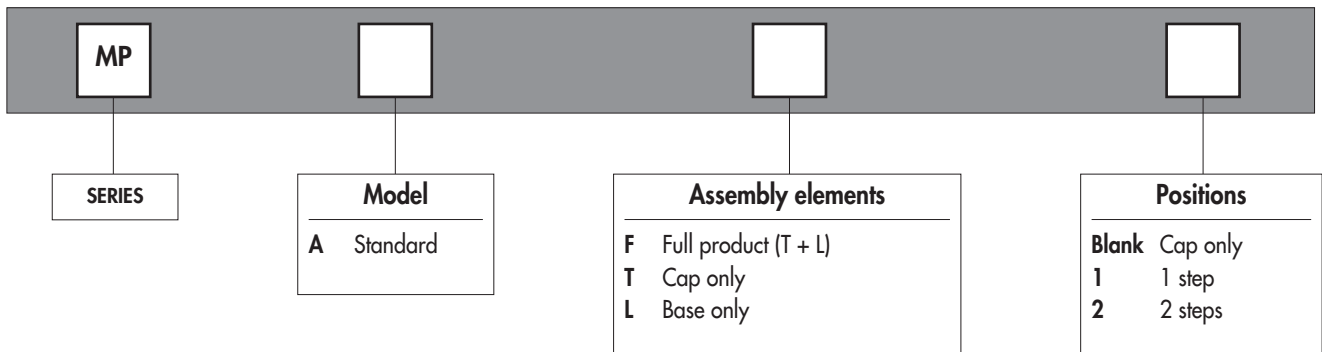 MP
SERIES
Model
A Standard
Assembly elements
F Full product (T + L)
T Cap only
L Base only
Positions
Blank Cap only
1 1 step
2 2 steps